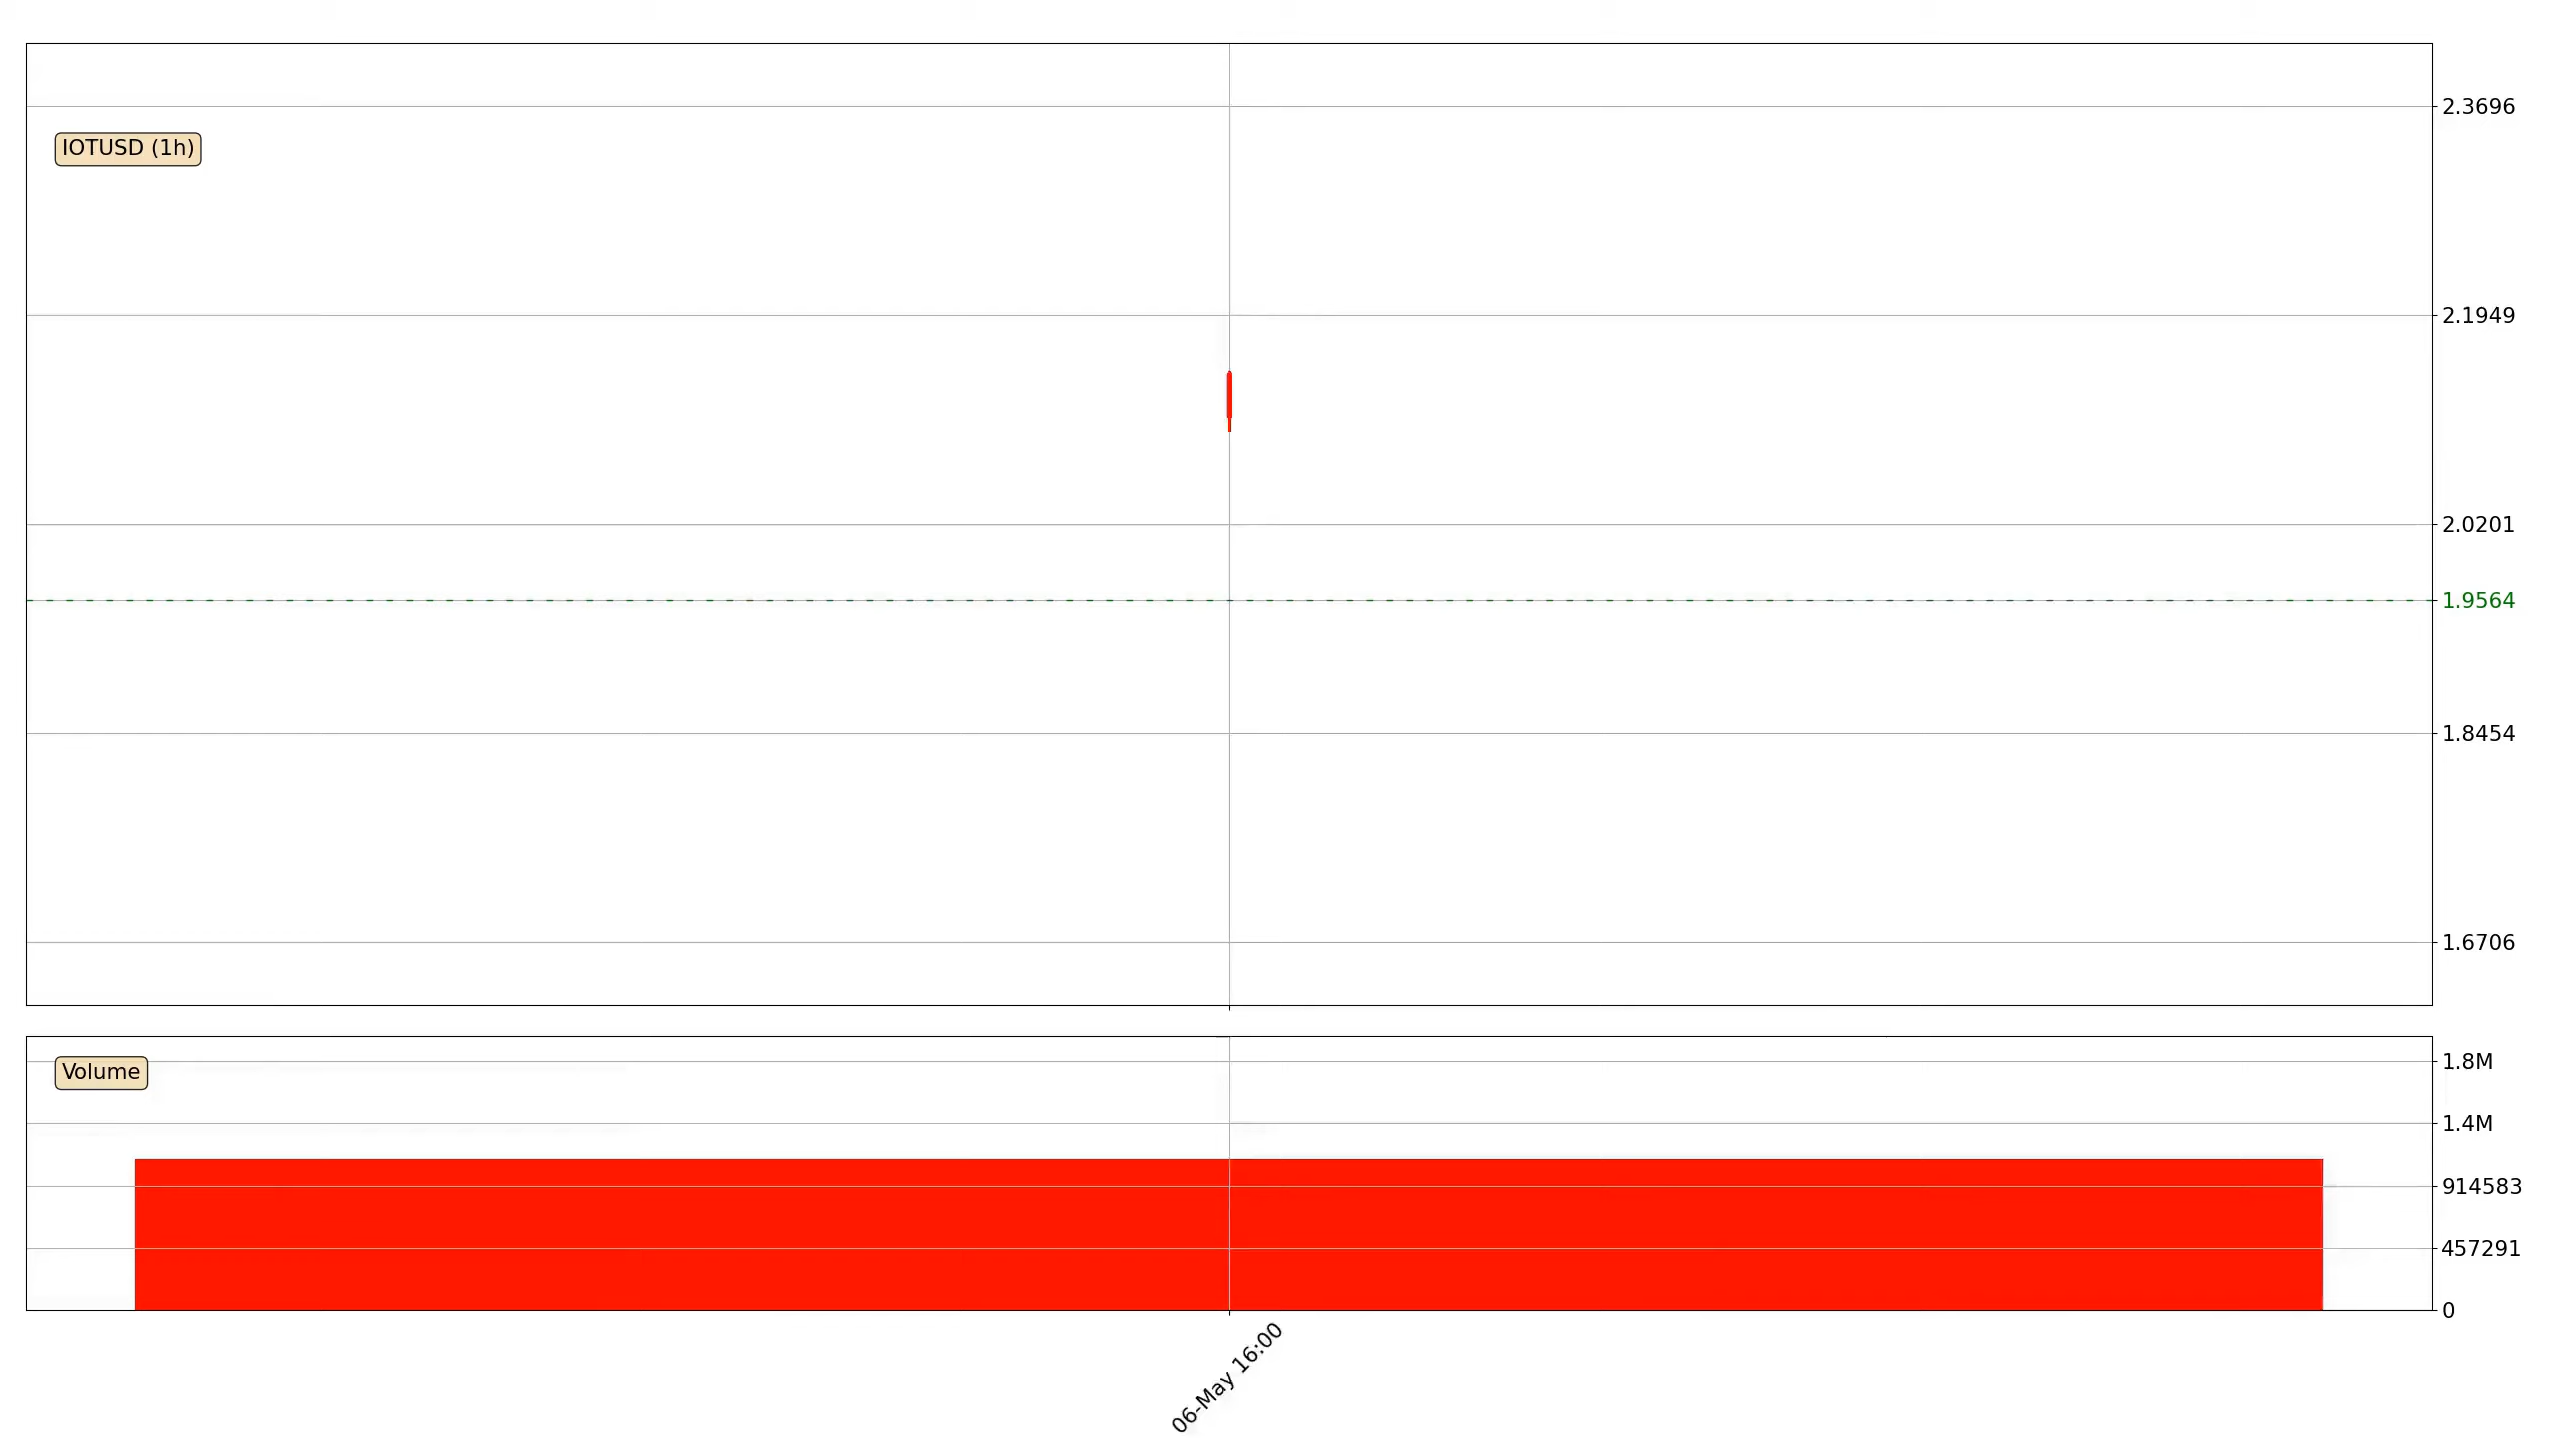 2.3696
IOTUSD (1h)
2.1949
2.0201
1.9564
1.8454
1.6706
Volume
1.8M
1.4M
914583
457291
0
06-May 16:00